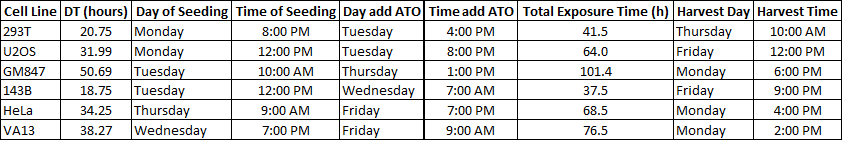 Cell Line DT (hours) Day of Seeding Time of Seeding Day add ATO Time add ATO Total Exposure Time (h) Harvest Day Harvest Time
293T 20.75 Monday 8:00 PM Tuesday 4:00 PM 41.5 Thursday 10:00 AM
U2OS 31.99 Monday 12:00 PM Tuesday 8:00 PM 64.0 Friday 12:00 PM
GM847 50.69 Tuesday 10:00 AM Thursday 1:00 PM 101.4 Monday 6:00 PM
143B 18.75 Tuesday 12:00 PM Wednesday 7:00 AM 37.5 Friday 9:00 PM
HeLa 34.25 Thursday 9:00 AM Friday 7:00 PM 68.5 Monday 4:00 PM
VA13 38.27 Wednesday 7:00 PM Friday 9:00 AM 76.5 Monday 2:00 PM